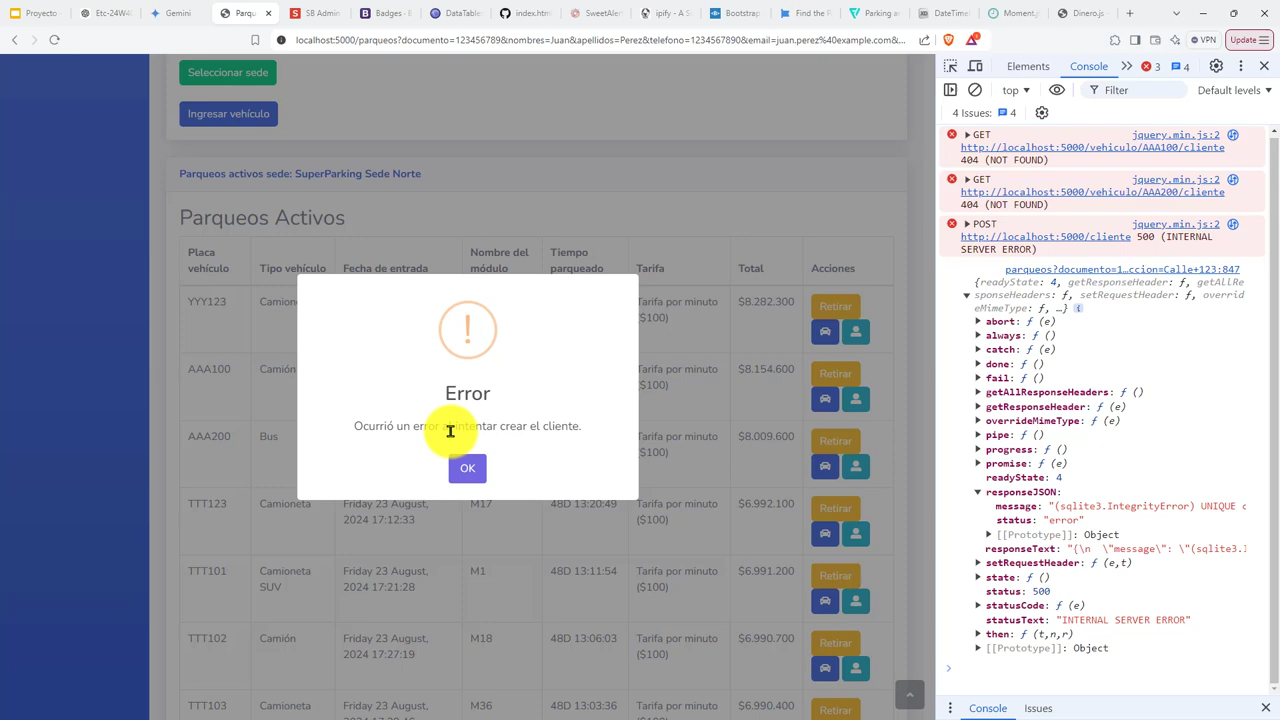 Proyecto
Etc-24W4
Gemini
Parqu
SB Admin
Badges - B
DataTable
index.htm
SweetAler
ipify - A S
Bootstrap
Find the R
Parking ar
DateTime
Moment.js
Dinero.js -
localhost:5000/parqueos?documento=123456789&nombres=Juan&apellidos=Perez&telefono=1234567890&email=juan.perez%40example.com&...
VPN
Update
Seleccionar sede
Ingresar vehículo
Parqueos activos sede: SuperParking Sede Norte
Parqueos Activos
Placa vehículo
Tipo vehículo
Fecha de entrada
Nombre del módulo
Tiempo parqueado
Tarifa
Total
Acciones
YYY123
Camione
Tarifa por minuto ($100)
$8.282.300
Retirar
AAA100
Camión
Tarifa por minuto ($100)
$8.154.600
Retirar
AAA200
Bus
Tarifa por minuto ($100)
$8.009.600
Retirar
TTT123
Camioneta
Friday 23 August, 2024 17:12:33
M17
48D 13:20:49
Tarifa por minuto ($100)
$6.992.100
Retirar
TTT101
Camioneta SUV
Friday 23 August, 2024 17:21:28
M1
48D 13:11:54
Tarifa por minuto ($100)
$6.991.200
Retirar
TTT102
Camión
Friday 23 August, 2024 17:27:19
M18
48D 13:06:03
Tarifa por minuto ($100)
$6.990.700
Retirar
TTT103
Camioneta
Friday 23 August,
M36
48D 13:03:36
Tarifa por minuto
$6.990.400
Retirar
!
Error
Ocurrió un error al intentar crear el cliente.
OK
Elements
Console
3
4
top
Filter
Default levels
4 Issues: 4
GET jquery.min.js:2
http://localhost:5000/vehiculo/AAA100/cliente
404 (NOT FOUND)
GET jquery.min.js:2
http://localhost:5000/vehiculo/AAA200/cliente
404 (NOT FOUND)
POST jquery.min.js:2
http://localhost:5000/cliente 500 (INTERNAL
SERVER ERROR)
parqueos?documento=1…ccion=Calle+123:847
{readyState: 4, getResponseHeader: ƒ, getAllRe
sponseHeaders: ƒ, setRequestHeader: ƒ, overrid
eMimeType: ƒ, …} i
abort: ƒ (e)
always: ƒ ()
catch: ƒ (e)
done: ƒ ()
fail: ƒ ()
getAllResponseHeaders: ƒ ()
getResponseHeader: ƒ (e)
overrideMimeType: ƒ (e)
pipe: ƒ ()
progress: ƒ ()
promise: ƒ (e)
readyState: 4
responseJSON:
message: "(sqlite3.IntegrityError) UNIQUE c
status: "error"
[[Prototype]]: Object
responseText: "{\n \"message\": \"(sqlite3.I
setRequestHeader: ƒ (e,t)
state: ƒ ()
status: 500
statusCode: ƒ (e)
statusText: "INTERNAL SERVER ERROR"
then: ƒ (t,n,r)
[[Prototype]]: Object
Console
Issues